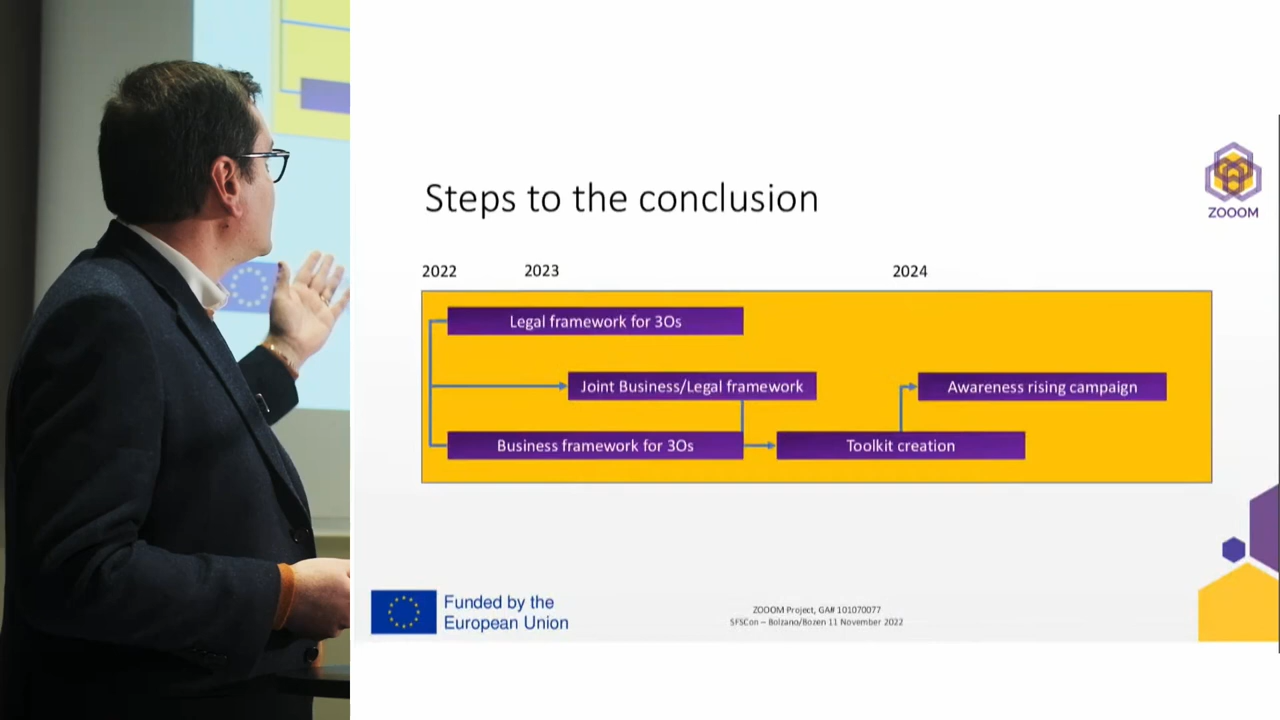 Steps to the conclusion
ZOOOM
2022 2023 2024
Legal framework for 3Os
Joint Business/Legal framework
Awareness rising campaign
Business framework for 3Os
Toolkit creation
Funded by the
European Union
ZOOOM Project, GA# 101070077
SFSCon – Bolzano/Bozen 11 November 2022